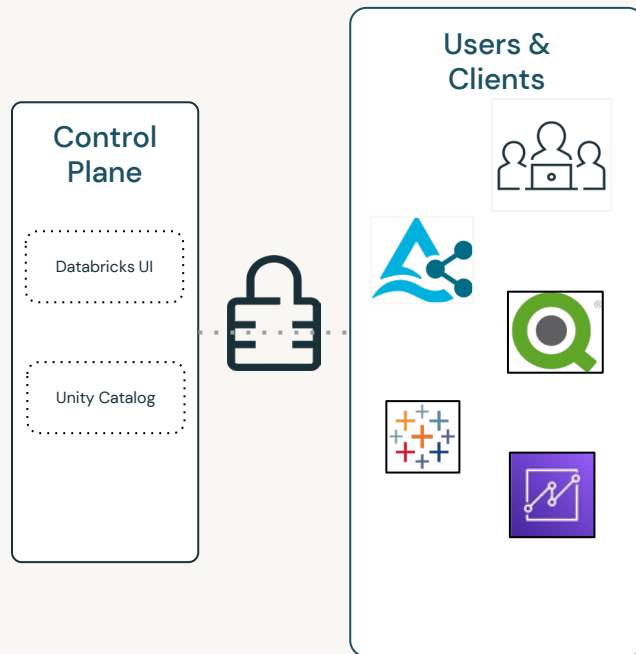 Users &
Clients
Control
Plane
Databricks UI
Unity Catalog
®